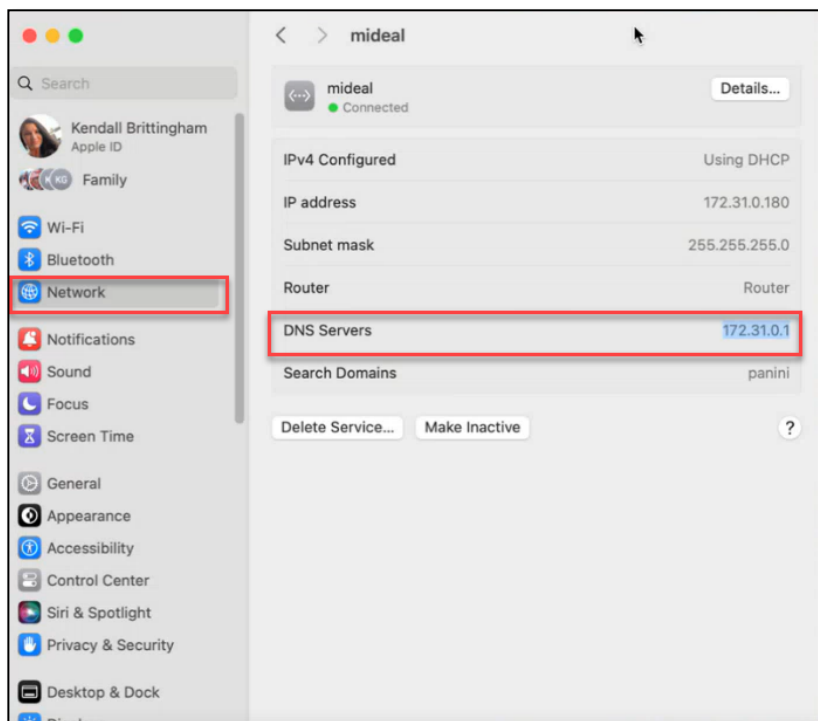 mideal
Search
Kendall Brittingham
Apple ID
KG
Family
Wi-Fi
Bluetooth
Network
Notifications
Sound
Focus
Screen Time
General
Appearance
Accessibility
Control Center
Siri & Spotlight
Privacy & Security
Desktop & Dock
mideal
Connected
Details...
IPv4 Configured Using DHCP
IP address 172.31.0.180
Subnet mask 255.255.255.0
Router Router
DNS Servers 172.31.0.1
Search Domains panini
Delete Service... Make Inactive ?